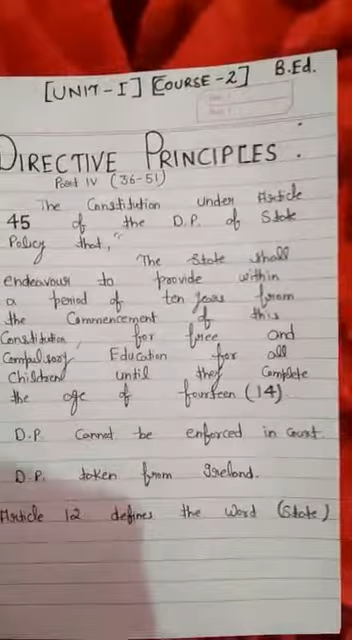 [UNIT-I] [COURSE-2] B.Ed.
DIRECTIVE PRINCIPLES.
Part IV (36-51)
The Constitution under Article
45 of the D.P. of State
Policy that, "
The State shall
endeavour to provide within
a period of ten years from
the Commencement of this
Constitution, for free and
Compulsory Education for all
Children until they Complete
the age of fourteen (14)
D.P. Cannot be enforced in Court.
D.P. taken from Ireland.
Article 12 defines the Word (State)